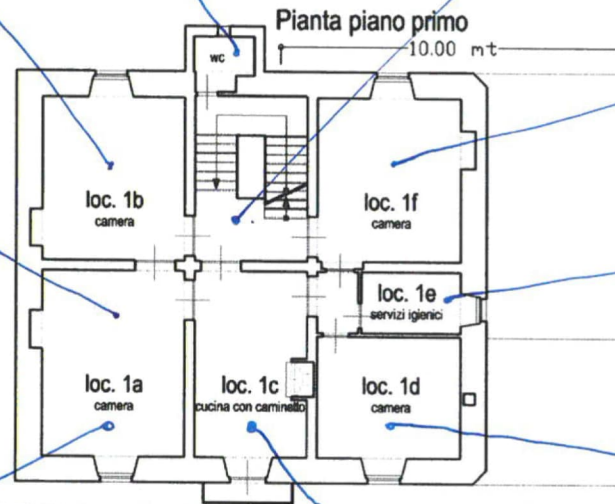 Pianta piano primo
10.00 mt
wc
loc. 1b
camera
loc. 1f
camera
loc. 1e
servizi igienici
loc. 1a
camera
loc. 1c
cucina con caminetto
loc. 1d
camera